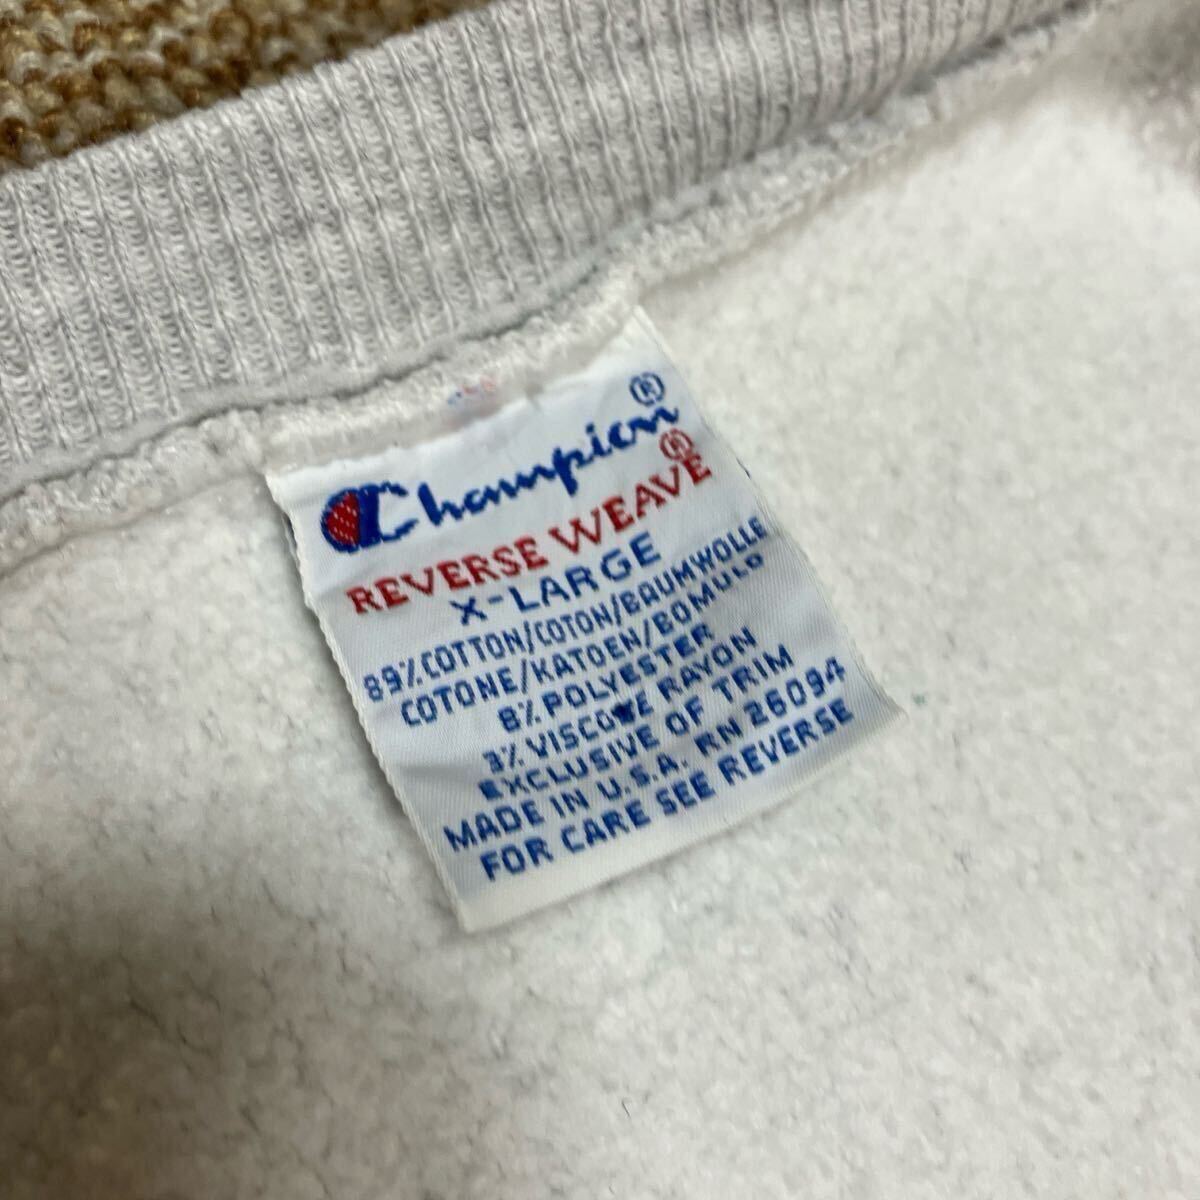 Champion®
REVERSE WEAVE®
X-LARGE
89% COTTON/COTON/BAUMWOLLE
COTONE/KATOEN/BOMULD
8% POLYESTER
3% VISCOSE RAYON
EXCLUSIVE OF TRIM
MADE IN U.S.A. RN 26094
FOR CARE SEE REVERSE